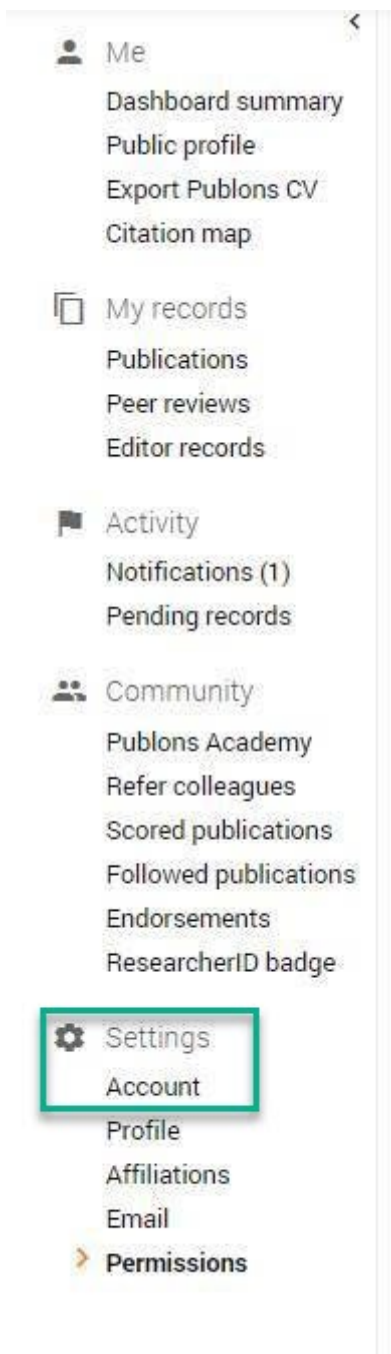 Me
Dashboard summary
Public profile
Export Publons CV
Citation map
My records
Publications
Peer reviews
Editor records
Activity
Notifications (1)
Pending records
Community
Publons Academy
Refer colleagues
Scored publications
Followed publications
Endorsements
ResearcherID badge
Settings
Account
Profile
Affiliations
Email
Permissions